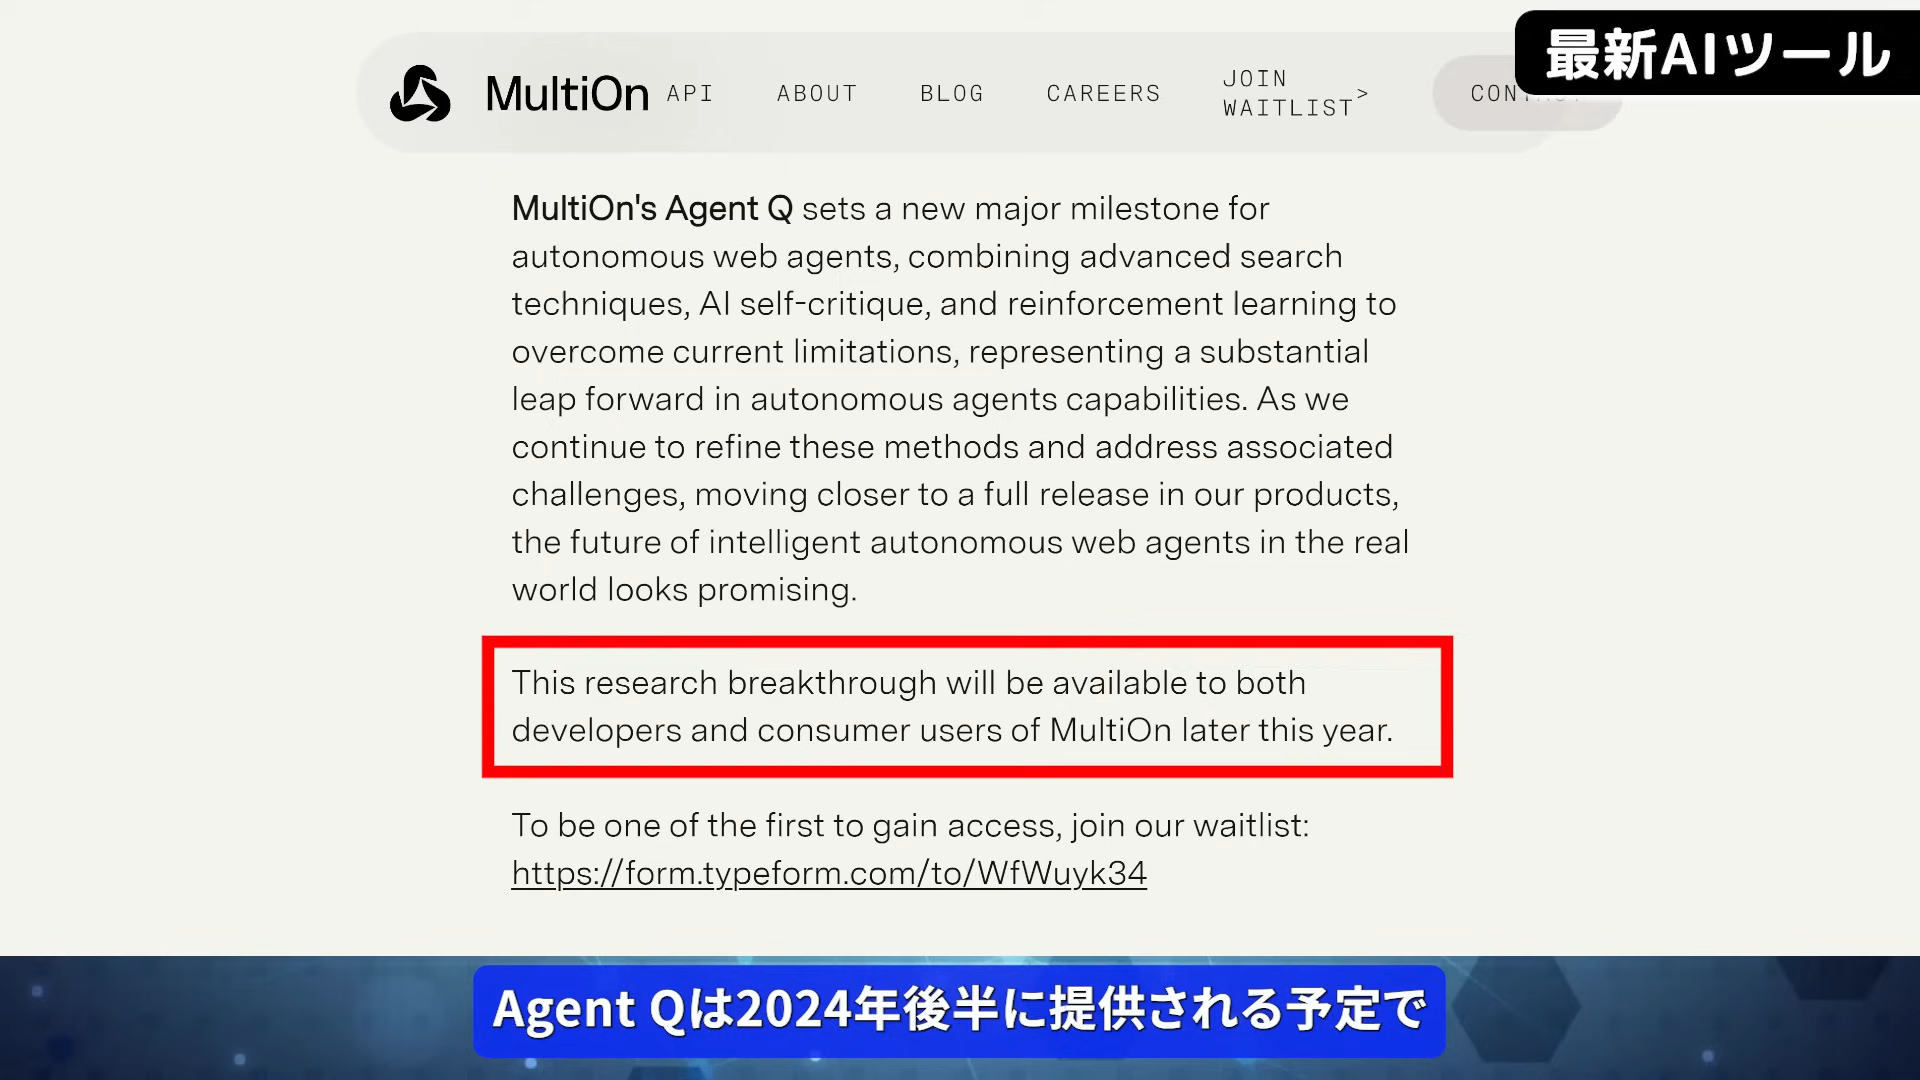 最新AIツール
MultiOn
API
ABOUT
BLOG
CAREERS
JOIN
WAITLIST>
MultiOn's Agent Q sets a new major milestone for
autonomous web agents, combining advanced search
techniques, AI self-critique, and reinforcement learning to
overcome current limitations, representing a substantial
leap forward in autonomous agents capabilities. As we
continue to refine these methods and address associated
challenges, moving closer to a full release in our products,
the future of intelligent autonomous web agents in the real
world looks promising.
This research breakthrough will be available to both
developers and consumer users of MultiOn later this year.
To be one of the first to gain access, join our waitlist:
https://form.typeform.com/to/WfWuyk34
Agent Qは2024年後半に提供される予定で